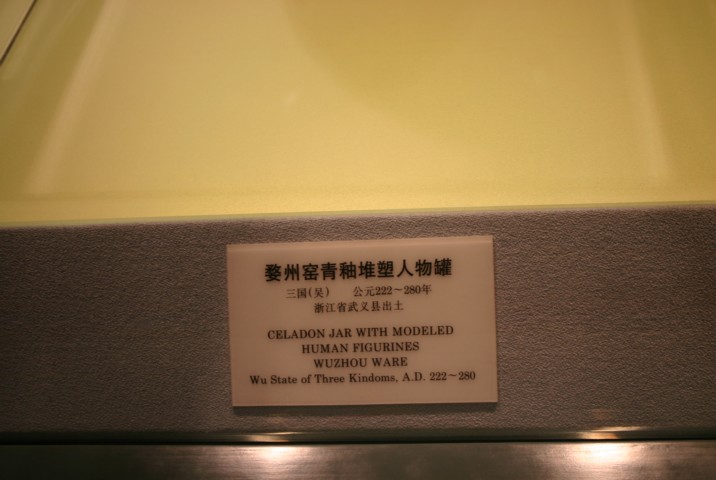 婺州窑青釉堆塑人物罐
三国(吴) 公元222～280年
浙江省武义县出土
CELADON JAR WITH MODELED
HUMAN FIGURINES
WUZHOU WARE
Wu State of Three Kindoms, A.D. 222～280